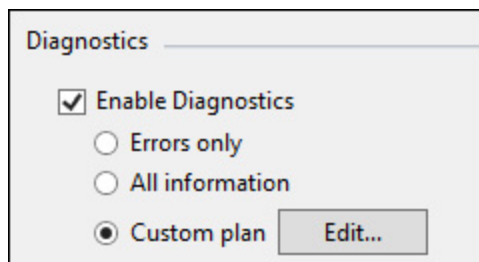 Diagnostics
Enable Diagnostics
Errors only
All information
Custom plan Edit...